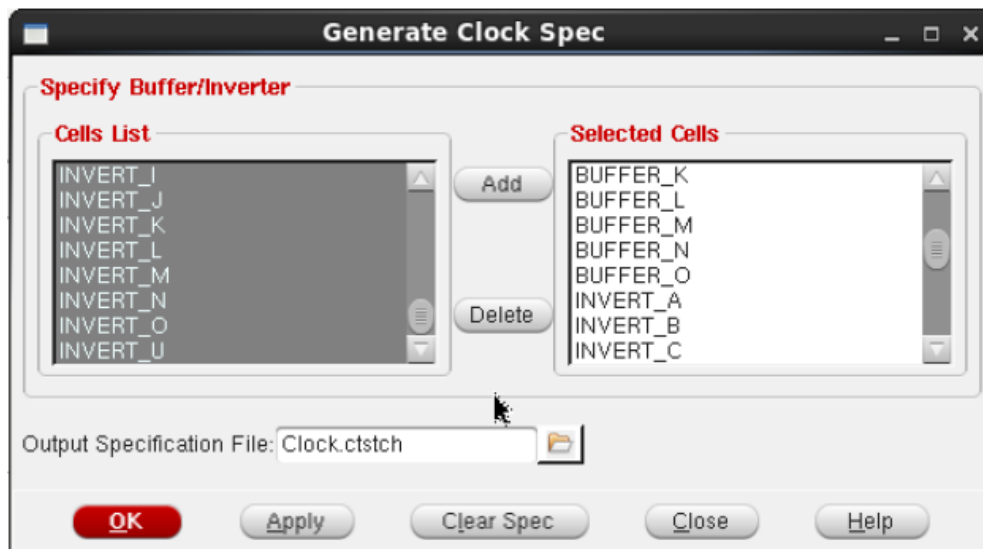 Generate Clock Spec
Specify Buffer/Inverter
Cells List
INVERT_I
INVERT_J
INVERT_K
INVERT_L
INVERT_M
INVERT_N
INVERT_O
INVERT_U
Add
Delete
Selected Cells
BUFFER_K
BUFFER_L
BUFFER_M
BUFFER_N
BUFFER_O
INVERT_A
INVERT_B
INVERT_C
Output Specification File: Clock.ctstch
OK Apply Clear Spec Close Help